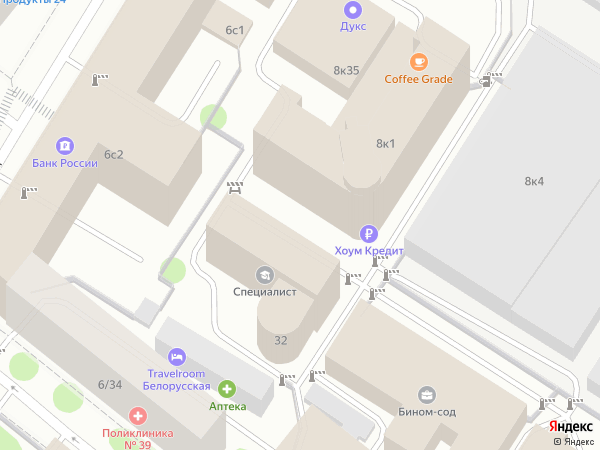 Продукты 24
6с1
Дукс
8к35
Coffee Grade
8к1
6с2
Банк России
8к4
Хоум Кредит
Специалист
32
Travelroom
Белорусская
6/34
Аптека
Бином-сод
Поликлиника
№ 39
Яндекс
© Яндекс